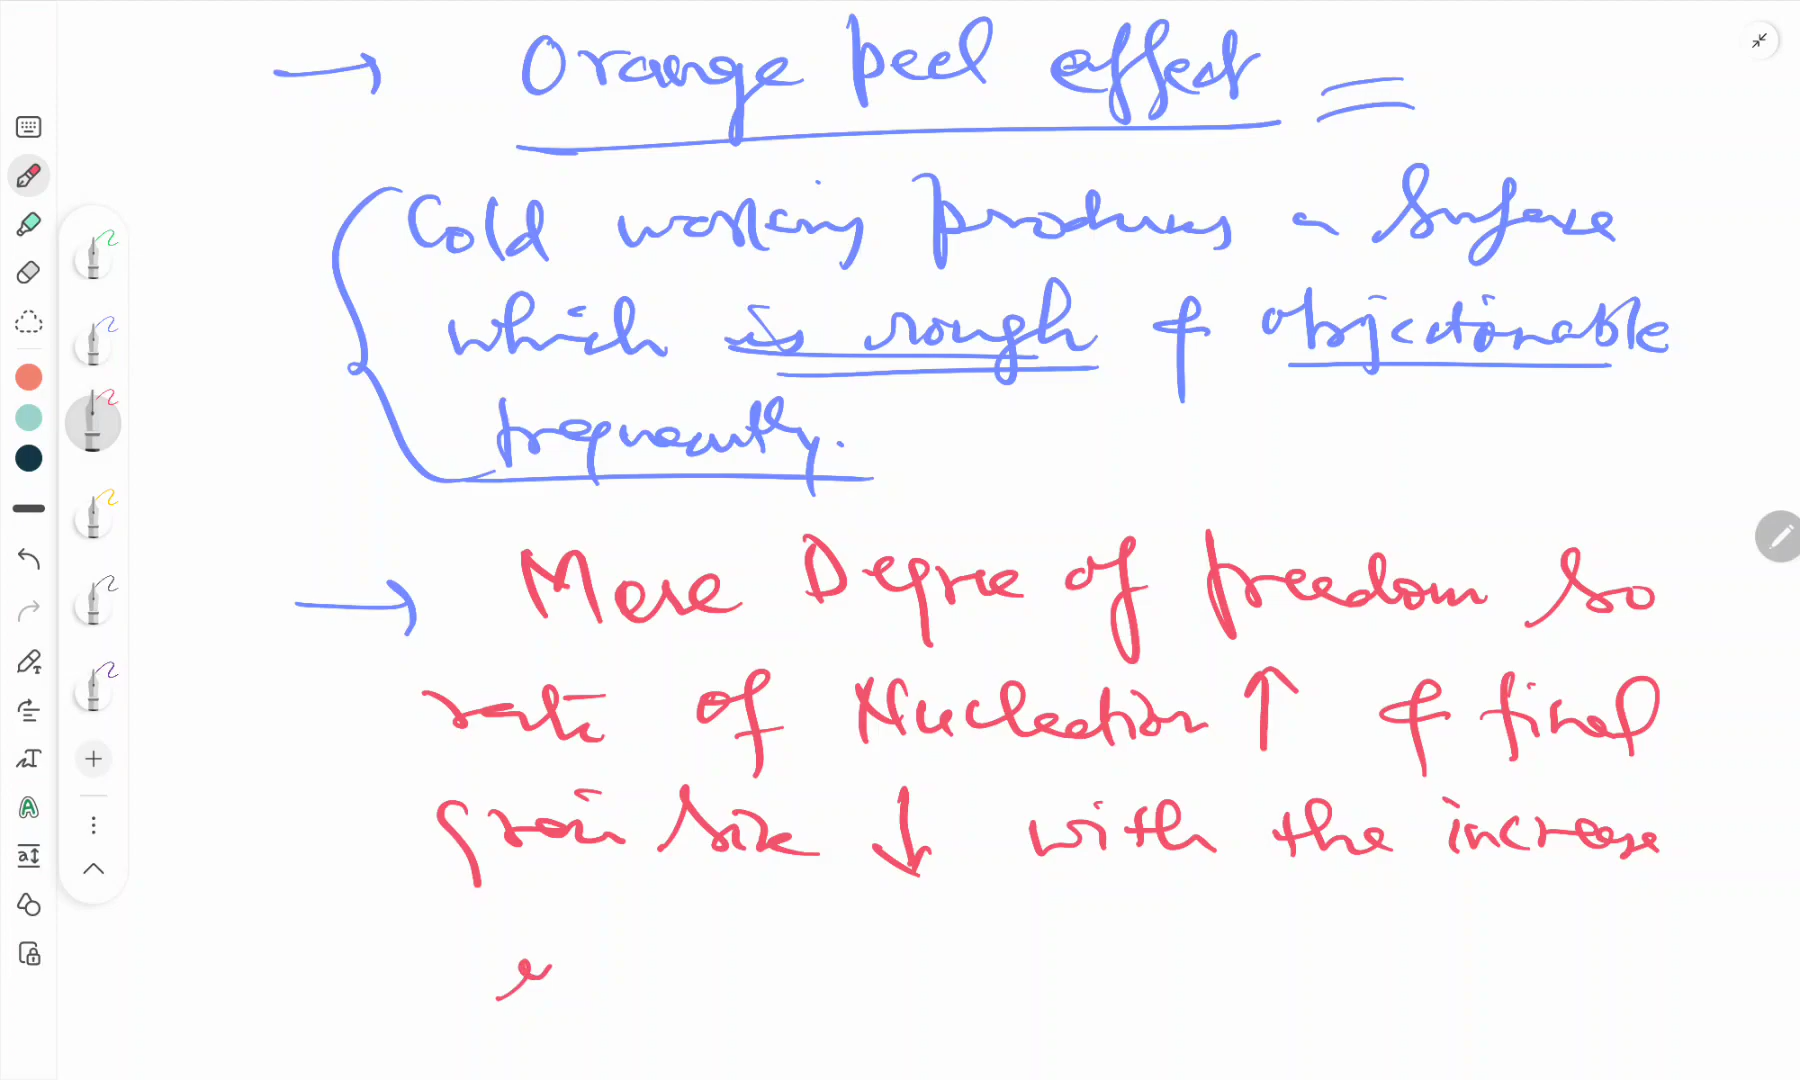 → Orange peel effect =
Cold working produces a surface
which is rough & objectionable
frequently.
→ More Degree of freedom so
rate of Nucleation ↑ & final
grain size ↓ with the increase